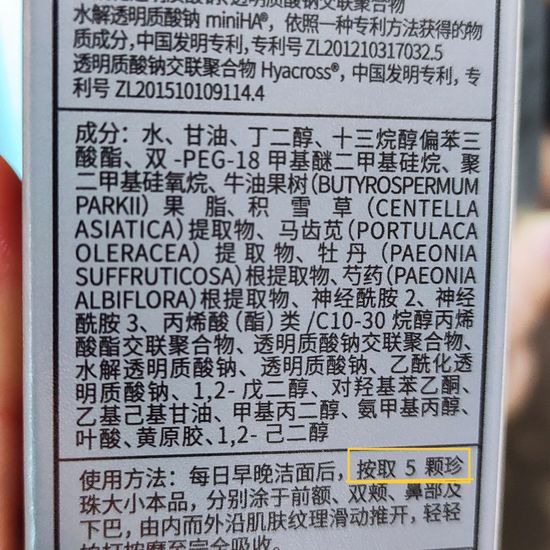 水解透明质酸钠 miniHA®，依照一种专利方法获得的物
质成分，中国发明专利，专利号 ZL201210317032.5
透明质酸钠交联聚合物 Hyacross®，中国发明专利，专
利号 ZL201510109114.4
成分：水、甘油、丁二醇、十三烷醇偏苯三
酸酯、双 -PEG-18 甲基醚二甲基硅烷、聚
二甲基硅氧烷、牛油果树(BUTYROSPERMUM
PARKII) 果脂、积雪草 (CENTELLA
ASIATICA) 提取物、马齿苋 (PORTULACA
OLERACEA) 提取物、牡丹 (PAEONIA
SUFFRUTICOSA) 根提取物、芍药(PAEONIA
ALBIFLORA) 根提取物、神经酰胺 2、神经
酰胺 3、丙烯酸（酯）类 /C10-30 烷醇丙烯
酸酯交联聚合物、透明质酸钠交联聚合物、
水解透明质酸钠、透明质酸钠、乙酰化透
明质酸钠、1,2- 戊二醇、对羟基苯乙酮、
乙基己基甘油、甲基丙二醇、氨甲基丙醇、
叶酸、黄原胶、1,2- 己二醇
使用方法：每日早晚洁面后，按取 5 颗珍
珠大小本品，分别涂于前额、双颊、鼻部及
下巴，由内而外沿肌肤纹理滑动推开，轻轻
拍打按摩至完全吸收。